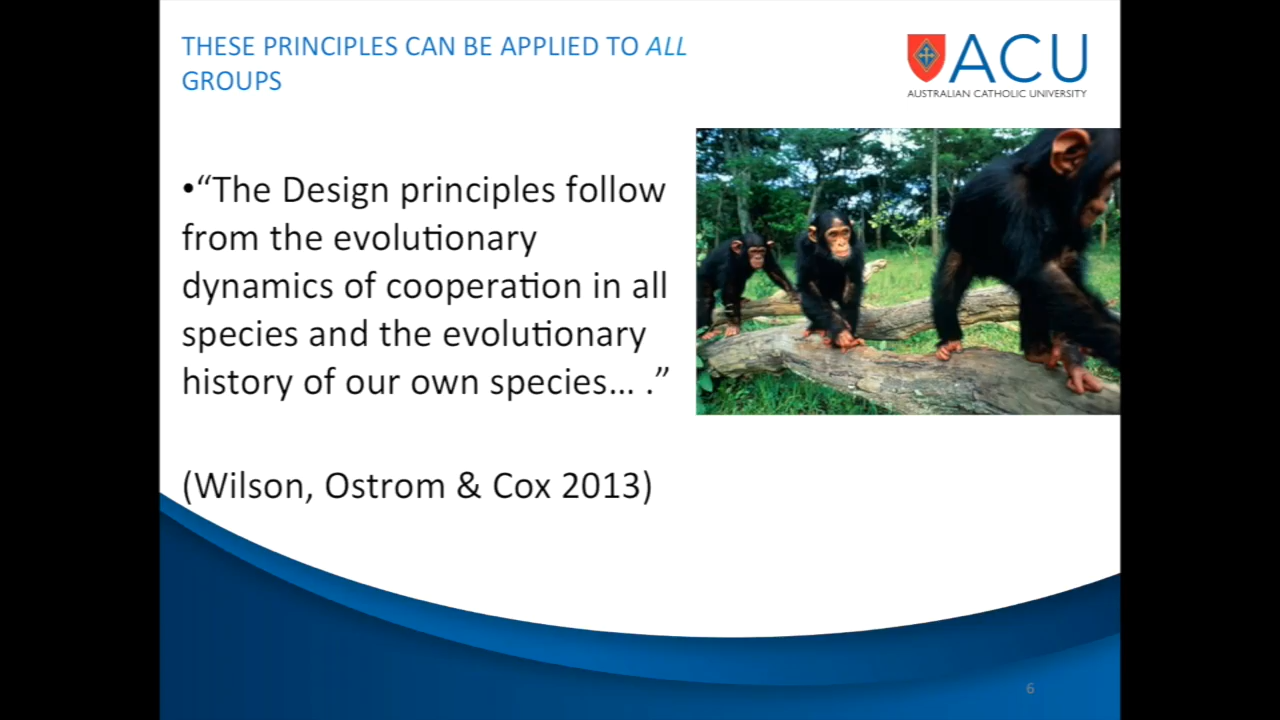 THESE PRINCIPLES CAN BE APPLIED TO ALL
GROUPS
ACU
AUSTRALIAN CATHOLIC UNIVERSITY
•“The Design principles follow
from the evolutionary
dynamics of cooperation in all
species and the evolutionary
history of our own species... .”
(Wilson, Ostrom & Cox 2013)
6